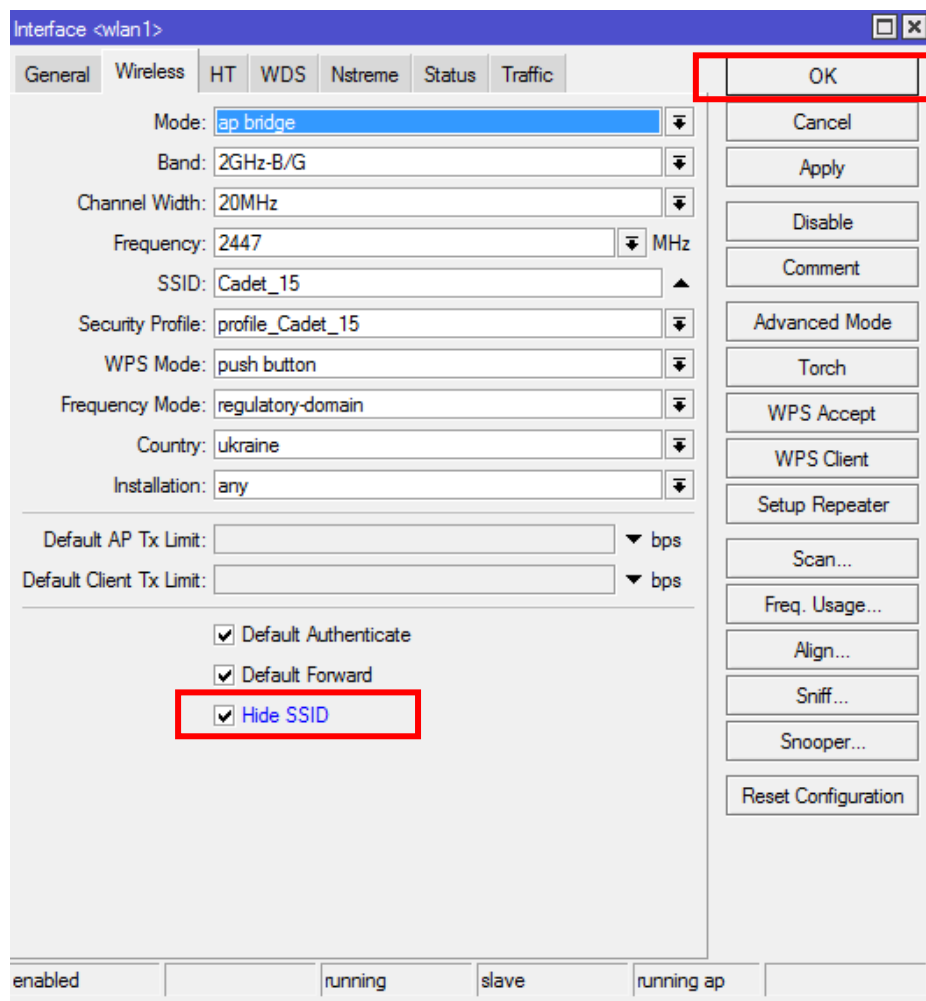 Interface <wlan1>
General Wireless HT WDS Nstreme Status Traffic
Mode: ap bridge
Band: 2GHz-B/G
Channel Width: 20MHz
Frequency: 2447 MHz
SSID: Cadet_15
Security Profile: profile_Cadet_15
WPS Mode: push button
Frequency Mode: regulatory-domain
Country: ukraine
Installation: any
Default AP Tx Limit: bps
Default Client Tx Limit: bps
Default Authenticate
Default Forward
Hide SSID
OK
Cancel
Apply
Disable
Comment
Advanced Mode
Torch
WPS Accept
WPS Client
Setup Repeater
Scan...
Freq. Usage...
Align...
Sniff...
Snooper...
Reset Configuration
enabled running slave running ap